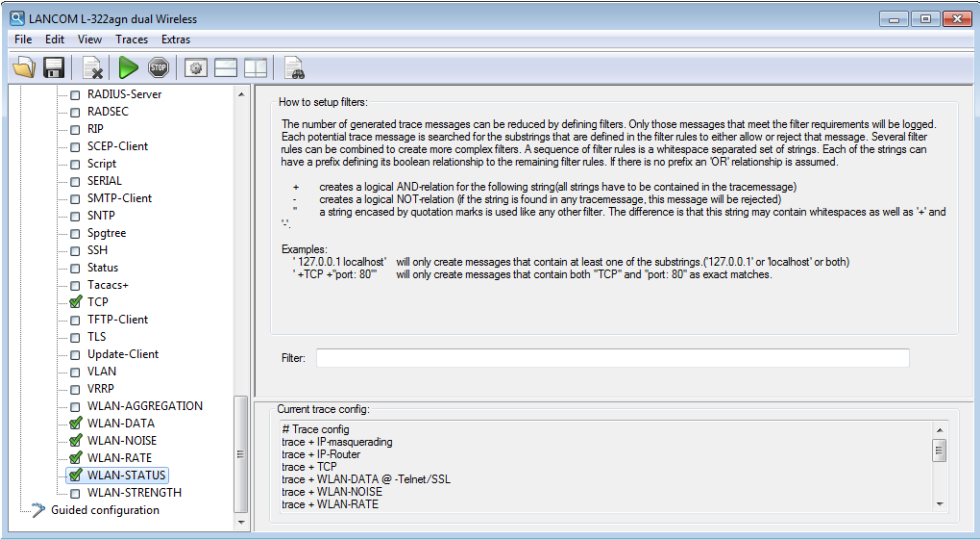 LANCOM L-322agn dual Wireless
File Edit View Traces Extras
STOP
RADIUS-Server
RADSEC
RIP
SCEP-Client
Script
SERIAL
SMTP-Client
SNTP
Spgtree
SSH
Status
Tacacs+
TCP
TFTP-Client
TLS
Update-Client
VLAN
VRRP
WLAN-AGGREGATION
WLAN-DATA
WLAN-NOISE
WLAN-RATE
WLAN-STATUS
WLAN-STRENGTH
Guided configuration
How to setup filters:
The number of generated trace messages can be reduced by defining filters. Only those messages that meet the filter requirements will be logged.
Each potential trace message is searched for the substrings that are defined in the filter rules to either allow or reject that message. Several filter
rules can be combined to create more complex filters. A sequence of filter rules is a whitespace separated set of strings. Each of the strings can
have a prefix defining its boolean relationship to the remaining filter rules. If there is no prefix an 'OR' relationship is assumed.
+ creates a logical AND-relation for the following string(all strings have to be contained in the tracemessage)
- creates a logical NOT-relation (if the string is found in any tracemessage, this message will be rejected)
" a string encased by quotation marks is used like any other filter. The difference is that this string may contain whitespaces as well as '+' and
'-'.
Examples:
' 127.0.0.1 localhost' will only create messages that contain at least one of the substrings.('127.0.0.1' or 'localhost' or both)
' +TCP +"port: 80"' will only create messages that contain both "TCP" and "port: 80" as exact matches.
Filter:
Current trace config:
# Trace config
trace + IP-masquerading
trace + IP-Router
trace + TCP
trace + WLAN-DATA @ -Telnet/SSL
trace + WLAN-NOISE
trace + WLAN-RATE